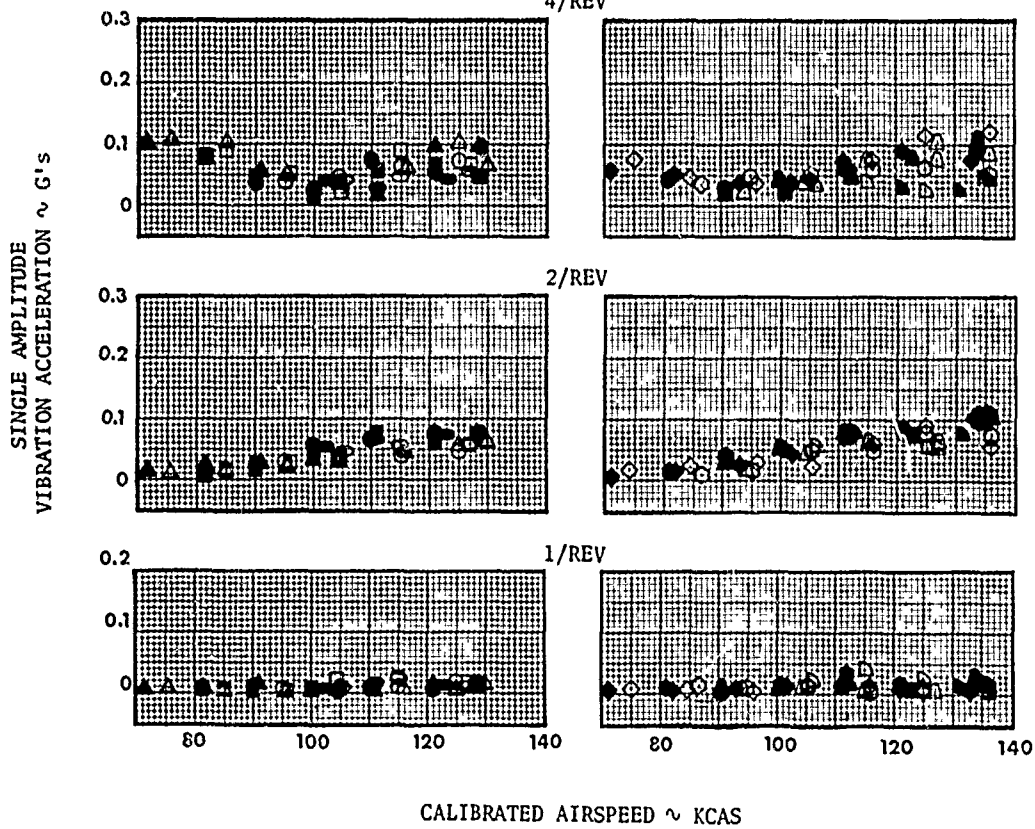 4/REV
0.3
0.2
0.1
0
2/REV
0.3
0.2
0.1
0
1/REV
0.2
0.1
0
80 100 120 140 80 100 120 140
SINGLE AMPLITUDE
VIBRATION ACCELERATION ~ G's
CALIBRATED AIRSPEED ~ KCAS